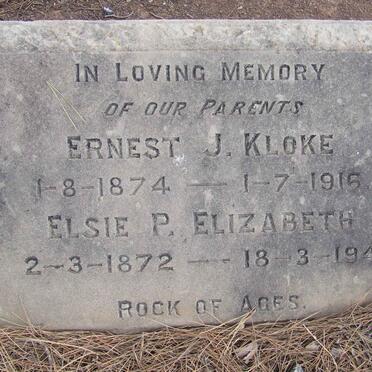 IN LOVING MEMORY
OF OUR PARENTS
ERNEST J. KLOKE
1-8-1874 — 1-7-1916
ELSIE P. ELIZABETH
2-3-1872 — 18-3-194
ROCK OF AGES.